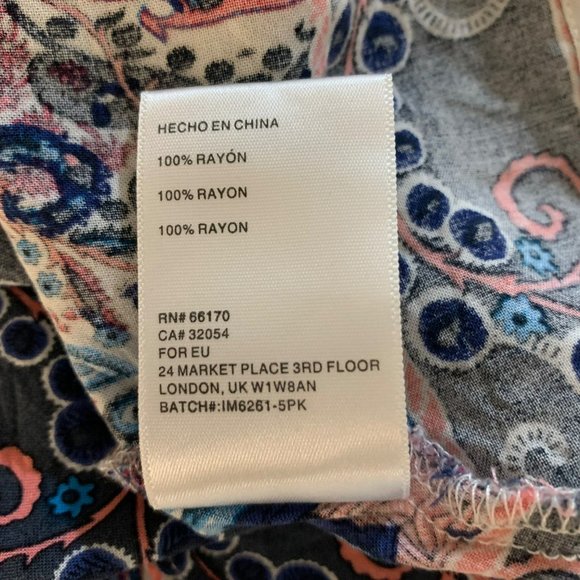 HECHO EN CHINA
100% RAYÓN
100% RAYON
100% RAYON
RN# 66170
CA# 32054
FOR EU
24 MARKET PLACE 3RD FLOOR
LONDON, UK W1W8AN
BATCH#:IM6261-5PK